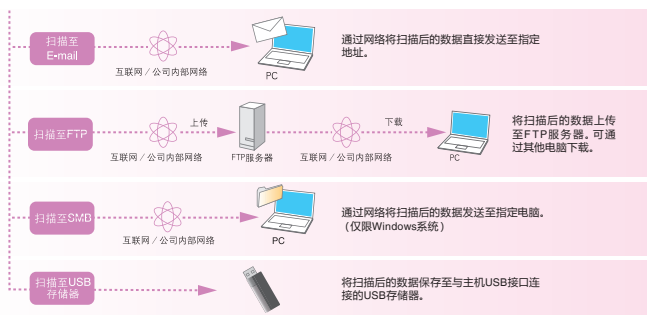 扫描至
E-mail
互联网/公司内部网络
PC
通过网络将扫描后的数据直接发送至指定
地址。
扫描至FTP
互联网/公司内部网络
上传
FTP服务器
互联网/公司内部网络
下载
PC
将扫描后的数据上传
至FTP服务器。可通
过其他电脑下载。
扫描至SMB
互联网/公司内部网络
PC
通过网络将扫描后的数据发送至指定电脑。
（仅限Windows系统）
扫描至USB
存储器
将扫描后的数据保存至与主机USB接口连
接的USB存储器。